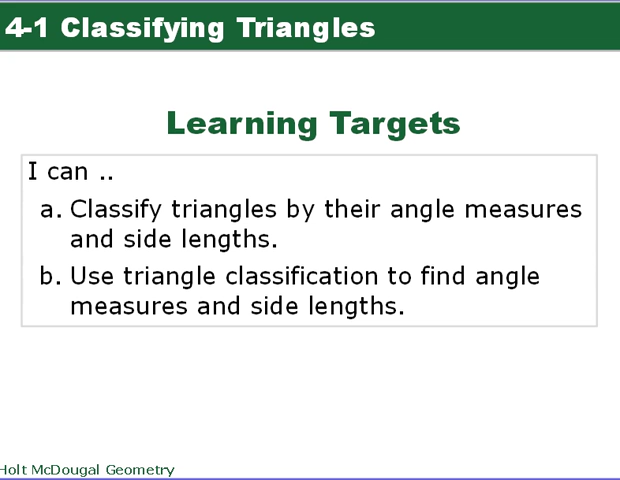 4-1 Classifying Triangles
Learning Targets
I can ..
a. Classify triangles by their angle measures
and side lengths.
b. Use triangle classification to find angle
measures and side lengths.
Holt McDougal Geometry